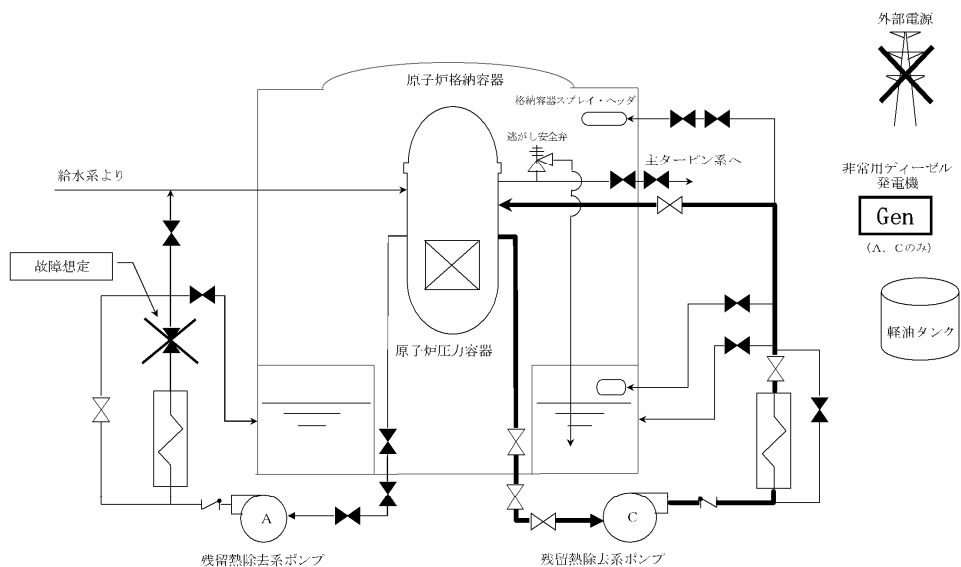 外部電源
原子炉格納容器
格納容器スプレイ・ヘッダ
逃がし安全弁
主タービン系へ
給水系より
非常用ディーゼル
発電機
Gen
(A，Cのみ)
故障想定
軽油タンク
原子炉圧力容器
A
C
残留熱除去系ポンプ
残留熱除去系ポンプ